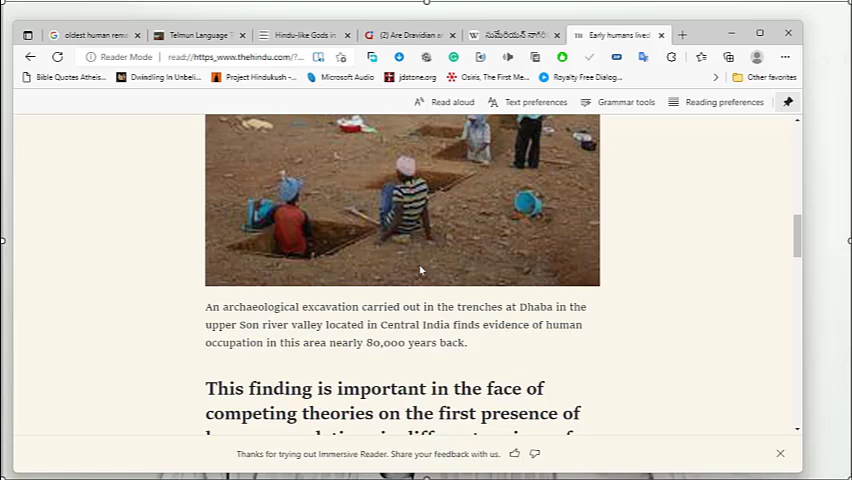 oldest human rema
Telmun Language T
Hindu-like Gods in
(2) Are Dravidian a
సుమేరియన్ నాగరి
Early humans lived
Reader Mode
read://https_www.thehindu.com/?...
Bible Quotes Atheis...
Dwindling In Unbeli...
Project Hindukush -...
Microsoft Audio
jdstone.org
Osiris, The First Me...
Royalty Free Dialog...
Other favorites
Read aloud
Text preferences
Grammar tools
Reading preferences
An archaeological excavation carried out in the trenches at Dhaba in the
upper Son river valley located in Central India finds evidence of human
occupation in this area nearly 80,000 years back.
This finding is important in the face of
competing theories on the first presence of
Thanks for trying out Immersive Reader. Share your feedback with us.